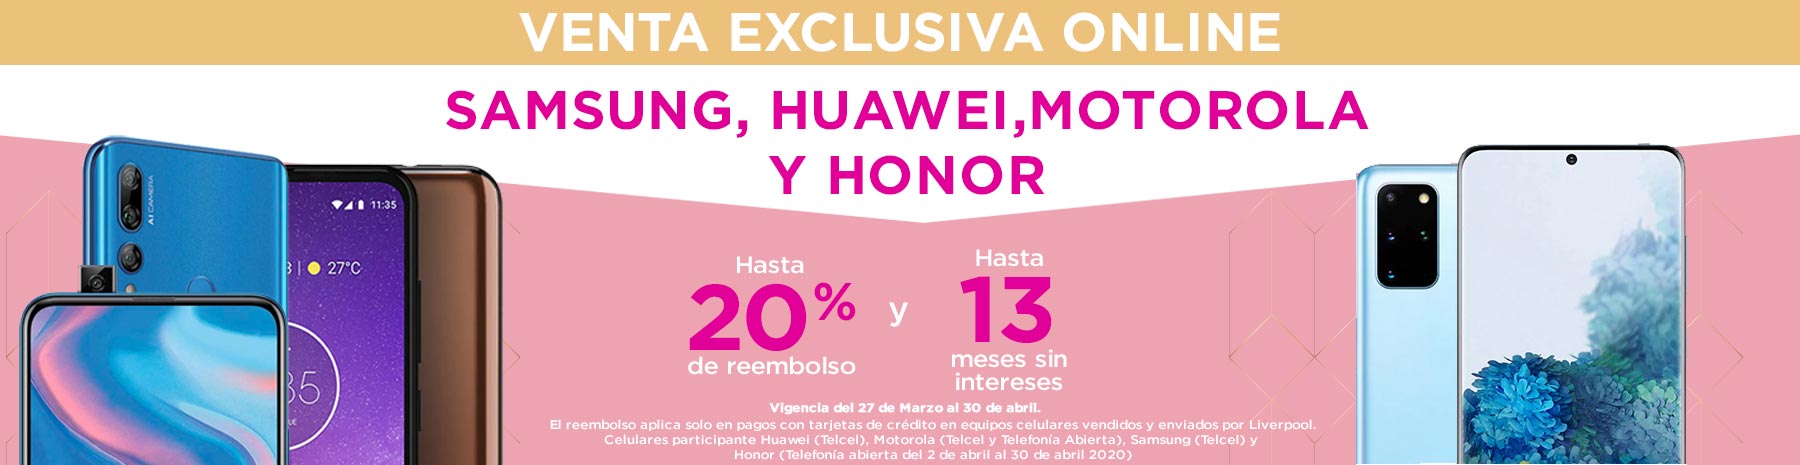 VENTA EXCLUSIVA ONLINE
SAMSUNG, HUAWEI,MOTOROLA
Y HONOR
AI CAMERA
11:35
27°C
Hasta
20%
de reembolso
y
Hasta
13
meses sin
intereses
Vigencia del 27 de Marzo al 30 de abril.
El reembolso aplica solo en pagos con tarjetas de crédito en equipos celulares vendidos y enviados por Liverpool.
Celulares participante Huawei (Telcel), Motorola (Telcel y Telefonía Abierta), Samsung (Telcel) y
Honor (Telefonía abierta del 2 de abril al 30 de abril 2020)